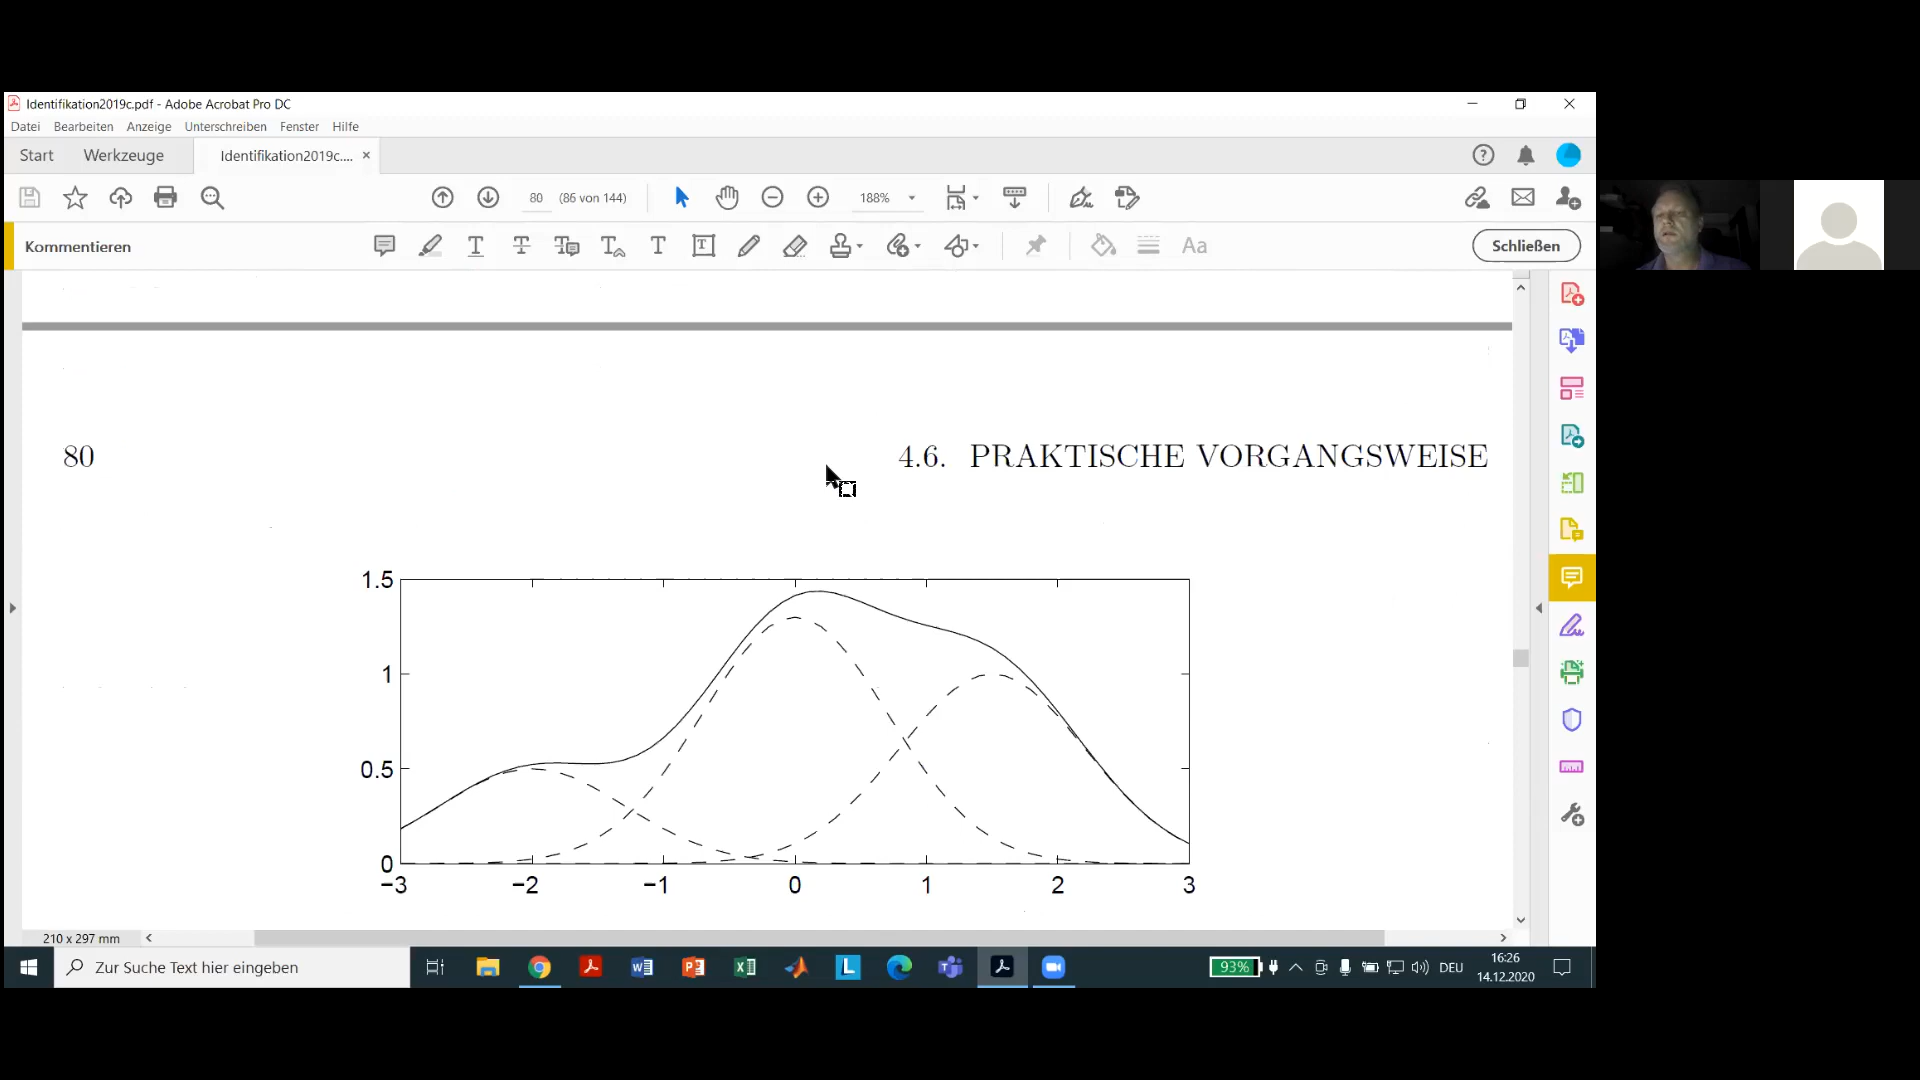 Identifikation2019c.pdf - Adobe Acrobat Pro DC
Datei Bearbeiten Anzeige Unterschreiben Fenster Hilfe
Start Werkzeuge Identifikation2019c.... ×
80 (86 von 144) 188%
Kommentieren Aa Schließen
80 4.6. PRAKTISCHE VORGANGSWEISE
1.5
1
0.5
0
−3 −2 −1 0 1 2 3
210 x 297 mm
Zur Suche Text hier eingeben 93% DEU 16:26
14.12.2020